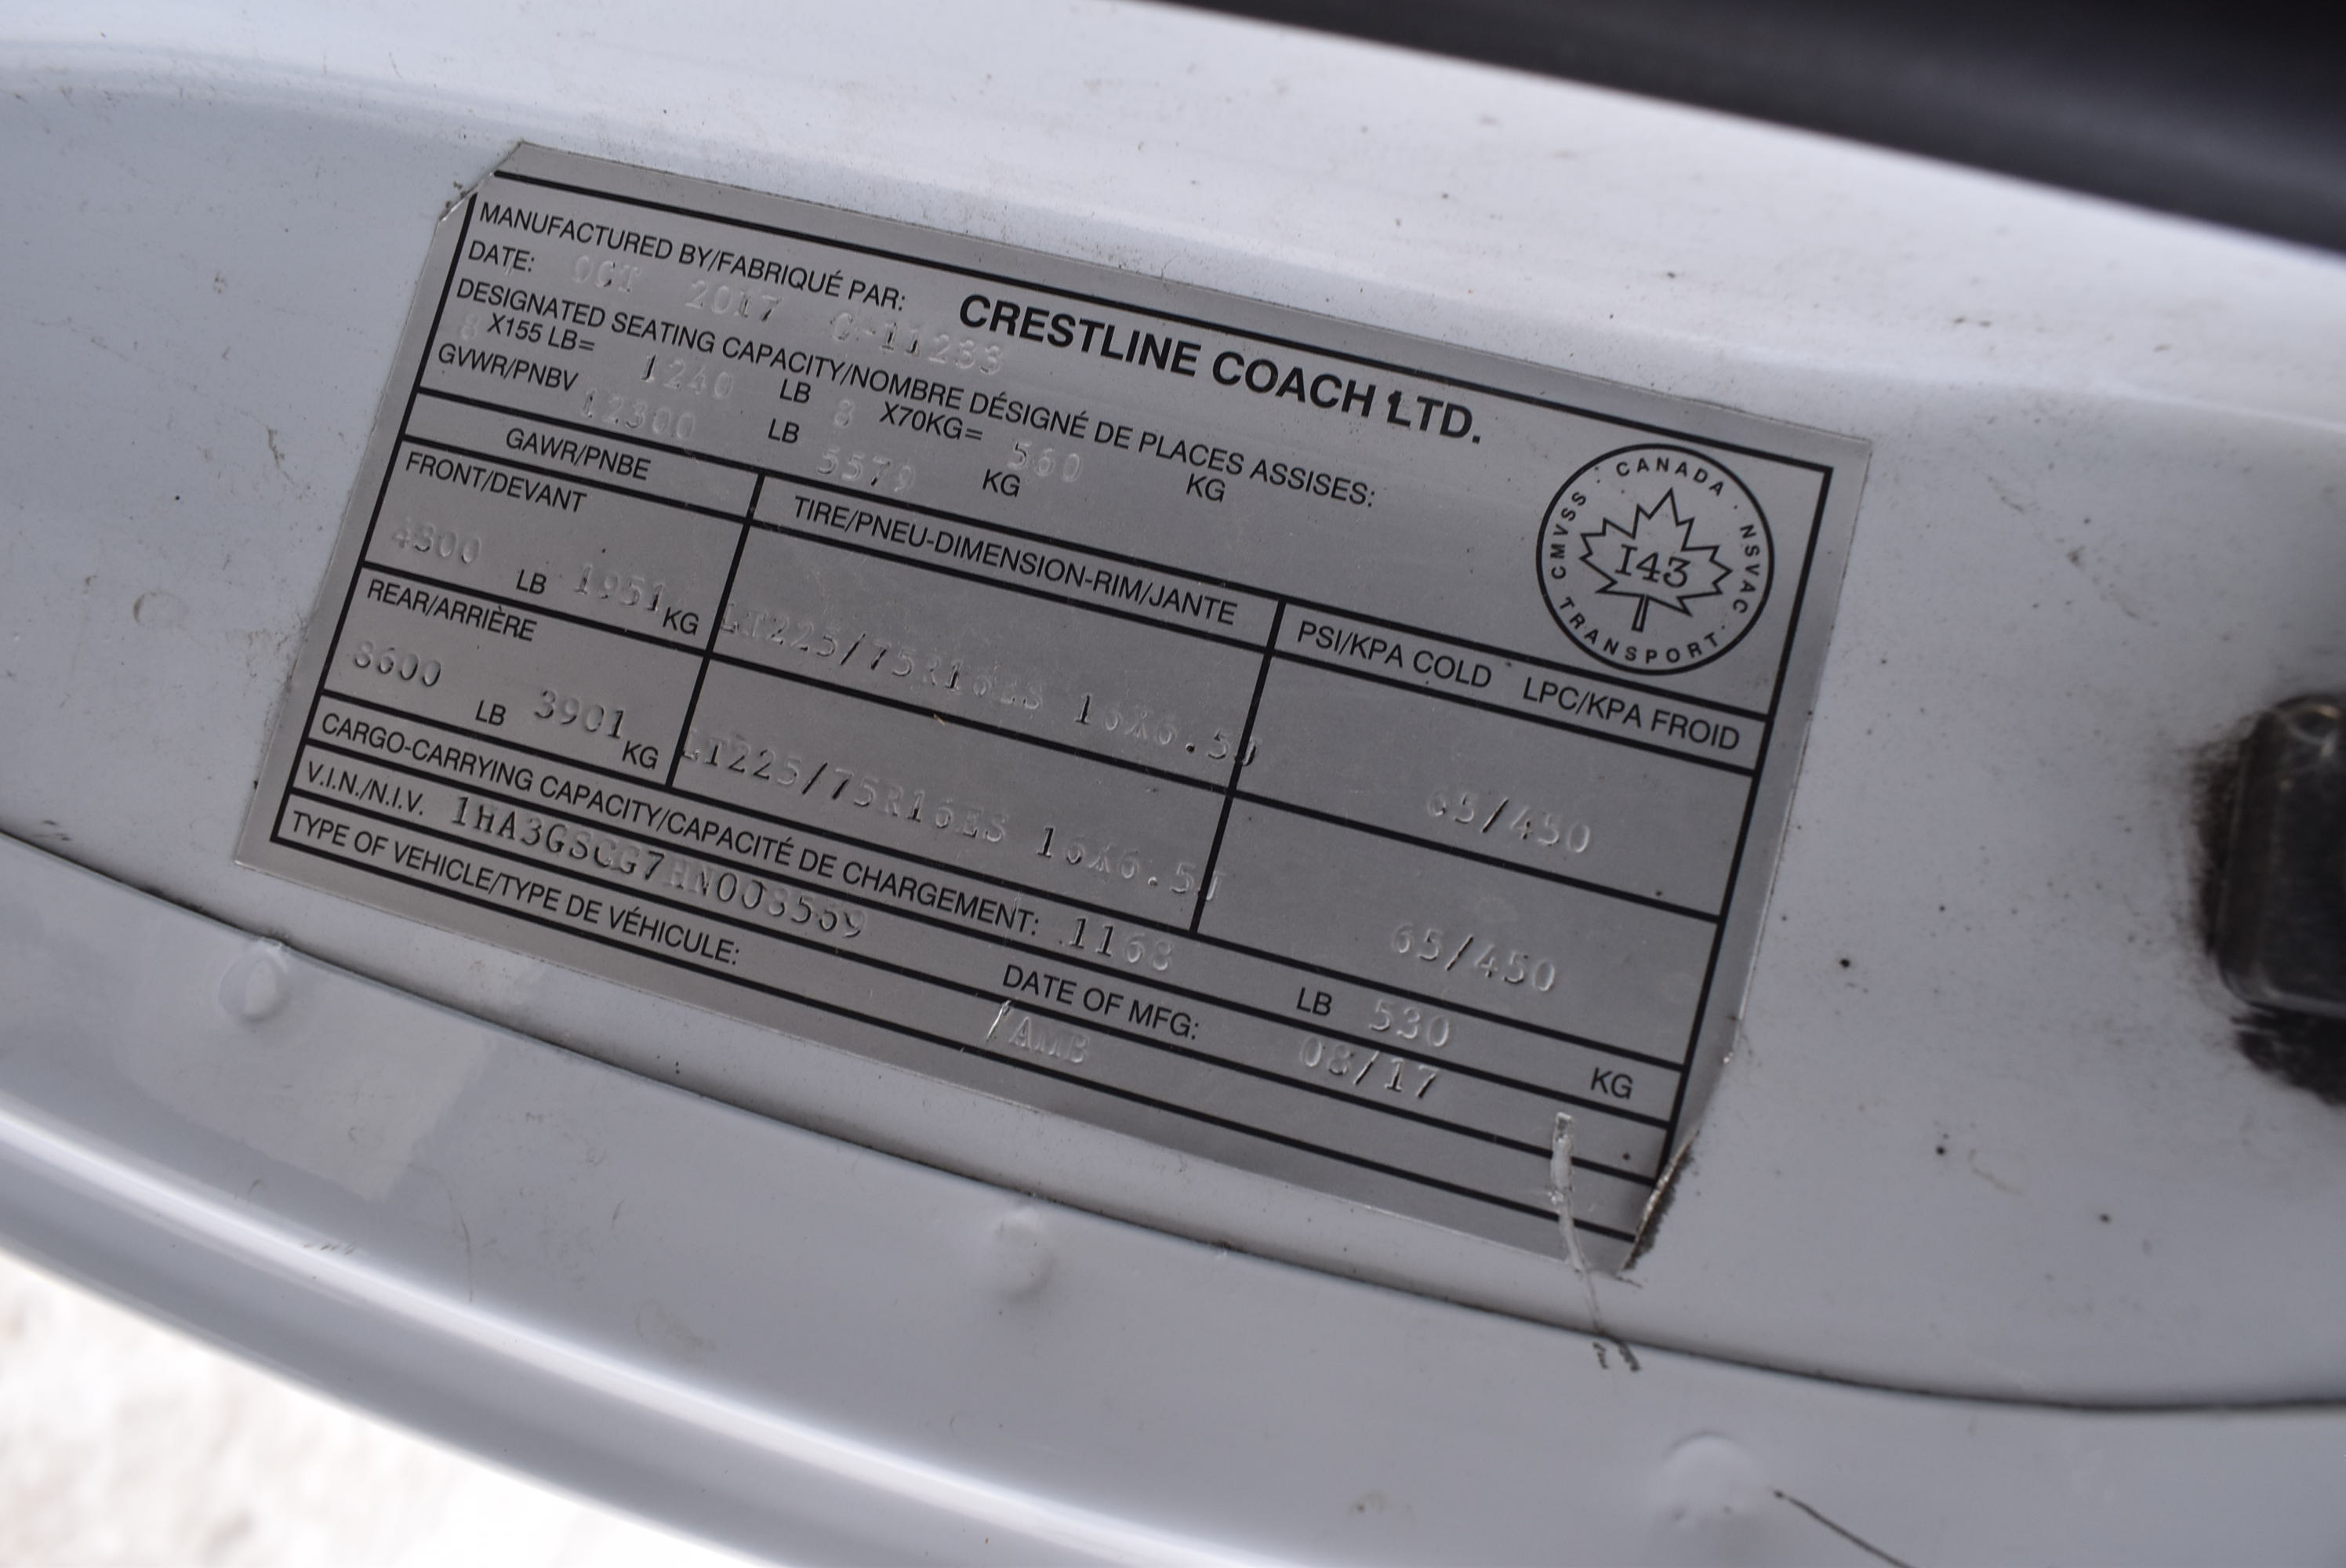 MANUFACTURED BY/FABRIQUÉ PAR: CRESTLINE COACH LTD.
DATE: OCT 2017 C-11233
DESIGNATED SEATING CAPACITY/NOMBRE DÉSIGNÉ DE PLACES ASSISES:
8 X155 LB= 1240 LB 8 X70KG= 560 KG
GVWR/PNBV 12300 LB 5579 KG
CANADA · NSVAC · TRANSPORT · CMVSS ·
143
GAWR/PNBE TIRE/PNEU-DIMENSION-RIM/JANTE PSI/KPA COLD LPC/KPA FROID
FRONT/DEVANT
4300 LB 1951 KG LT225/75R16ES 16X6.5J 65/450
REAR/ARRIÈRE
8600 LB 3901 KG LT225/75R16ES 16X6.5J 65/450
CARGO-CARRYING CAPACITY/CAPACITÉ DE CHARGEMENT: 1168 LB 530 KG
V.I.N./N.I.V. 1HA3GSCG7HN008569 DATE OF MFG: 08/17
TYPE OF VEHICLE/TYPE DE VÉHICULE: /AMB